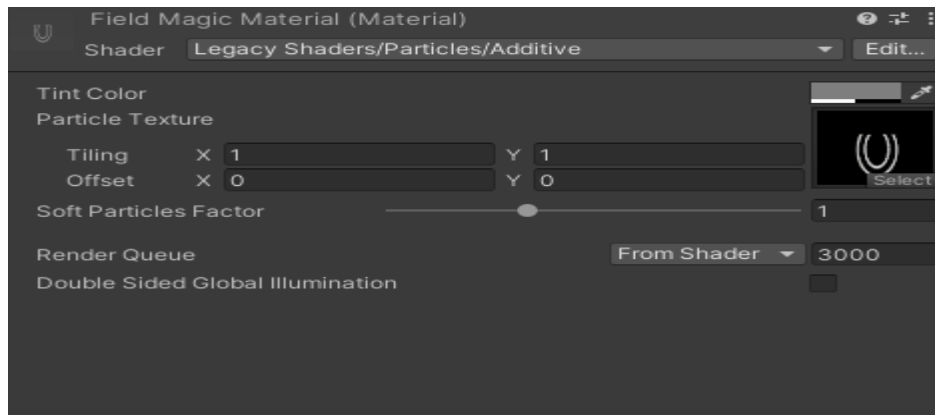 Field Magic Material (Material)
Shader Legacy Shaders/Particles/Additive Edit...
Tint Color
Particle Texture
Tiling X 1 Y 1
Offset X 0 Y 0
Select
Soft Particles Factor 1
Render Queue From Shader 3000
Double Sided Global Illumination